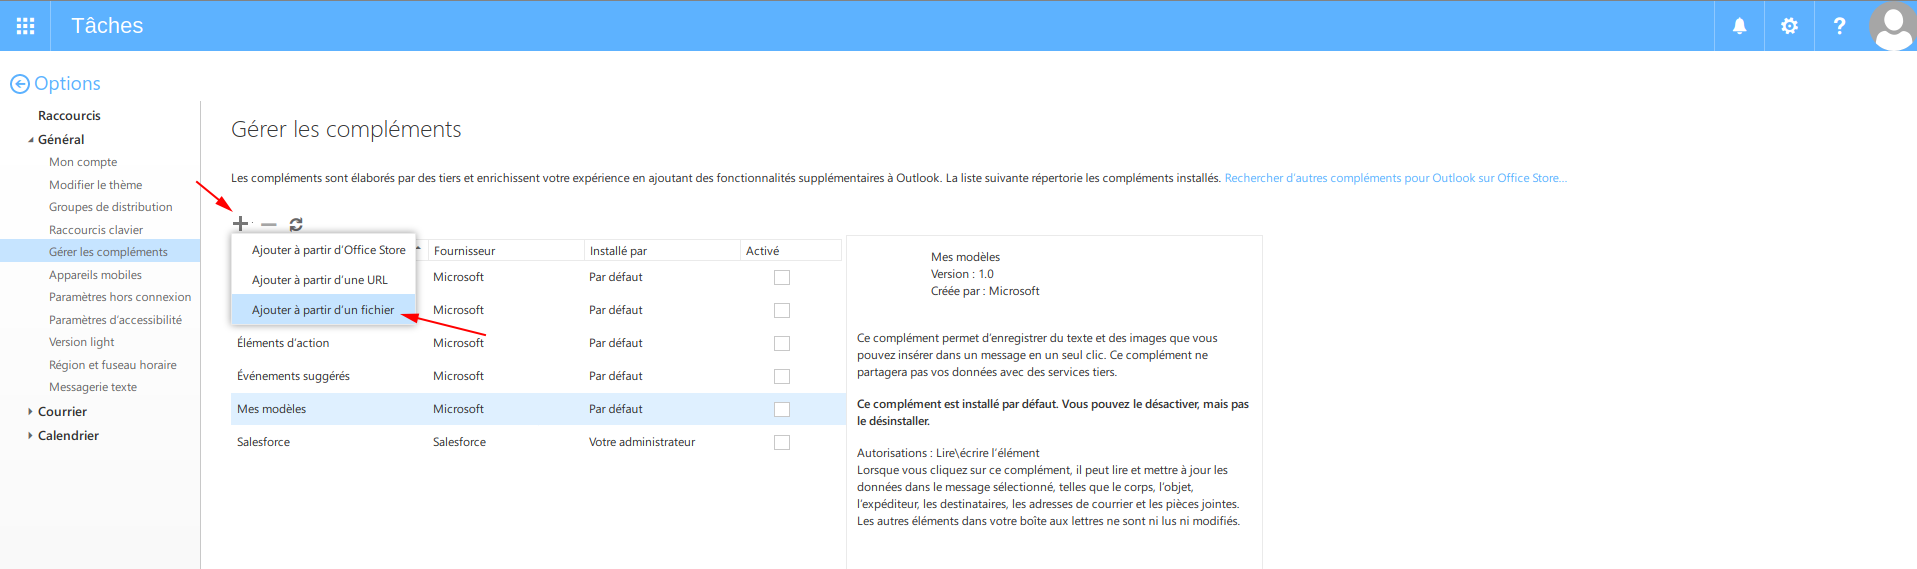 Tâches
?
Options
Raccourcis
Général
Mon compte
Modifier le thème
Groupes de distribution
Raccourcis clavier
Gérer les compléments
Appareils mobiles
Paramètres hors connexion
Paramètres d'accessibilité
Version light
Région et fuseau horaire
Messagerie texte
Courrier
Calendrier
Gérer les compléments
Les compléments sont élaborés par des tiers et enrichissent votre expérience en ajoutant des fonctionnalités supplémentaires à Outlook. La liste suivante répertorie les compléments installés. Rechercher d'autres compléments pour Outlook sur Office Store...
Ajouter à partir d'Office Store
Ajouter à partir d'une URL
Ajouter à partir d'un fichier
Fournisseur Installé par Activé
Microsoft Par défaut
Microsoft Par défaut
Éléments d'action Microsoft Par défaut
Événements suggérés Microsoft Par défaut
Mes modèles Microsoft Par défaut
Salesforce Salesforce Votre administrateur
Mes modèles
Version : 1.0
Créée par : Microsoft
Ce complément permet d'enregistrer du texte et des images que vous
pouvez insérer dans un message en un seul clic. Ce complément ne
partagera pas vos données avec des services tiers.
Ce complément est installé par défaut. Vous pouvez le désactiver, mais pas
le désinstaller.
Autorisations : Lire\écrire l'élément
Lorsque vous cliquez sur ce complément, il peut lire et mettre à jour les
données dans le message sélectionné, telles que le corps, l'objet,
l'expéditeur, les destinataires, les adresses de courrier et les pièces jointes.
Les autres éléments dans votre boîte aux lettres ne sont ni lus ni modifiés.